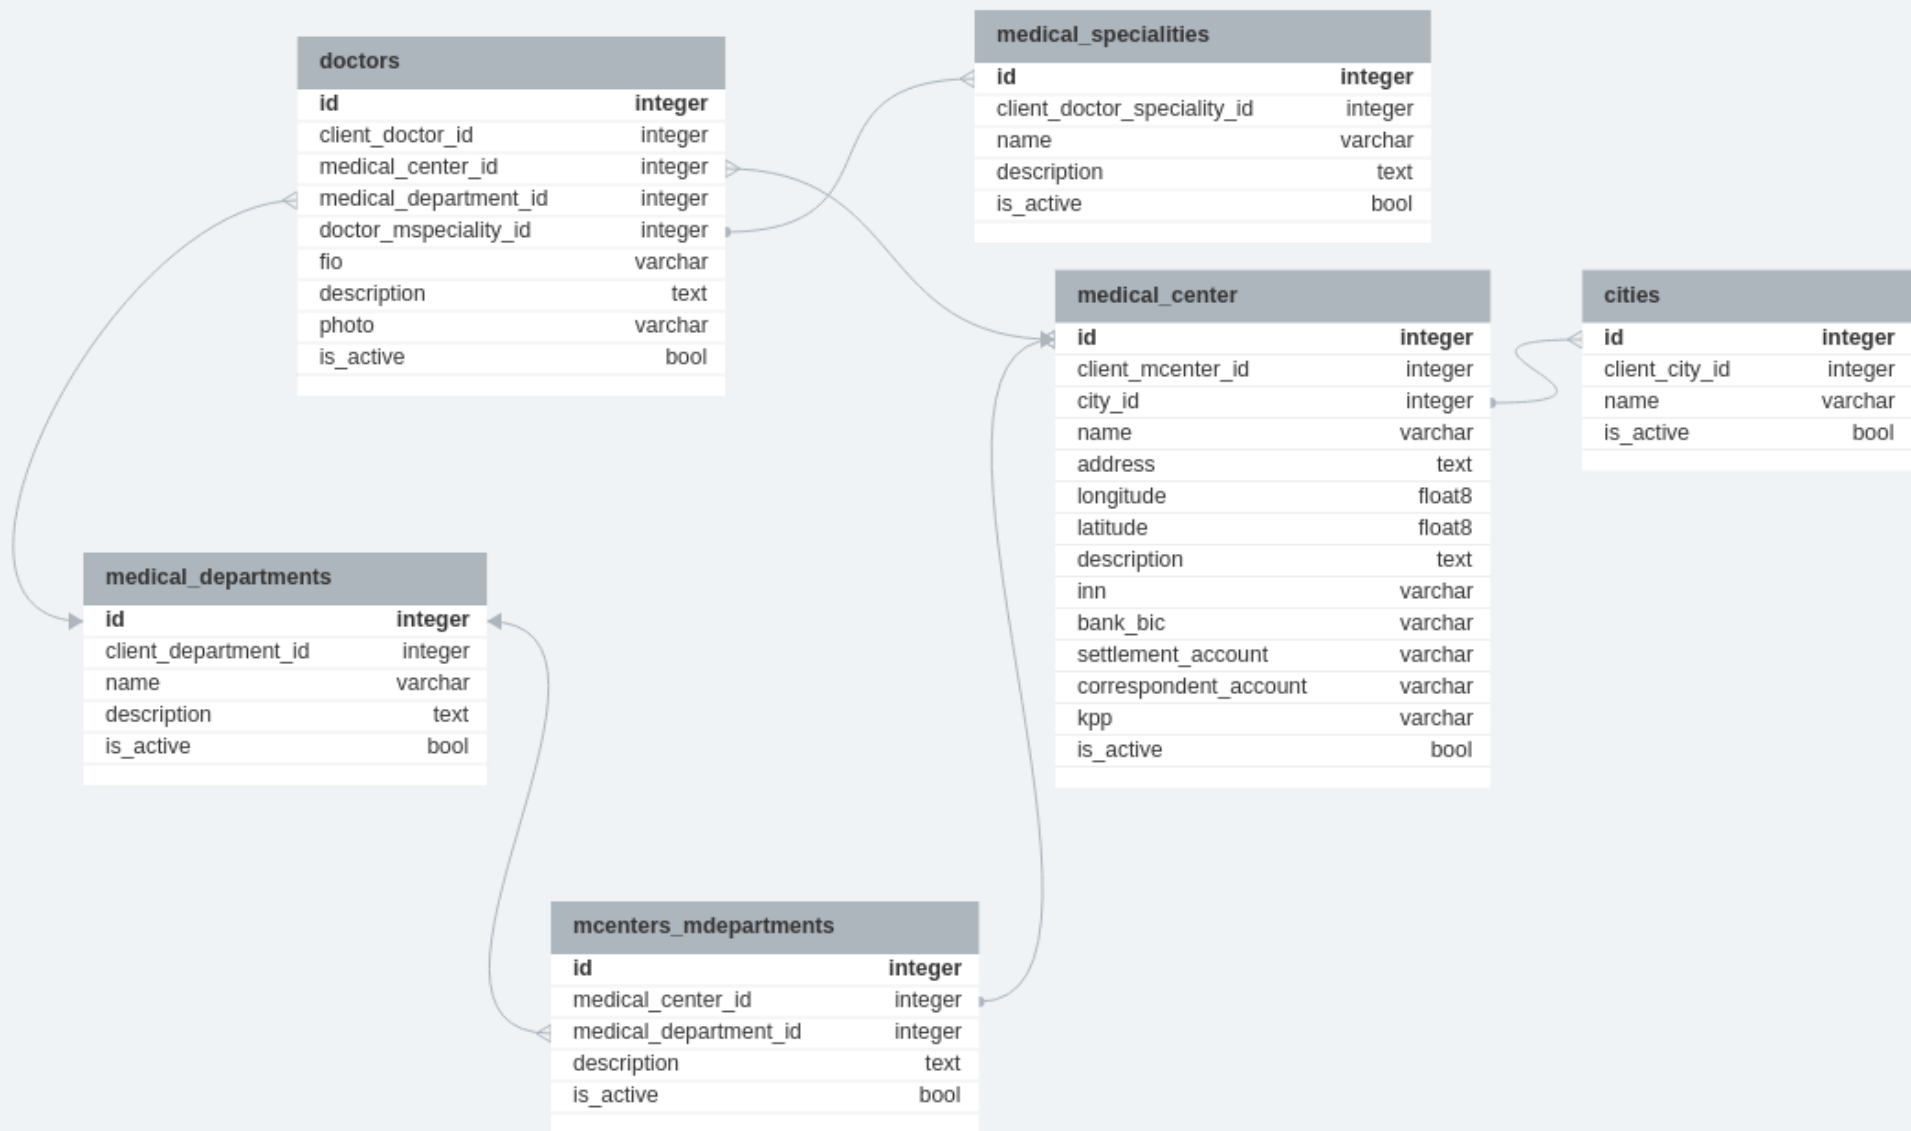 doctors
id integer
client_doctor_id integer
medical_center_id integer
medical_department_id integer
doctor_mspeciality_id integer
fio varchar
description text
photo varchar
is_active bool
medical_specialities
id integer
client_doctor_speciality_id integer
name varchar
description text
is_active bool
medical_center
id integer
client_mcenter_id integer
city_id integer
name varchar
address text
longitude float8
latitude float8
description text
inn varchar
bank_bic varchar
settlement_account varchar
correspondent_account varchar
kpp varchar
is_active bool
cities
id integer
client_city_id integer
name varchar
is_active bool
medical_departments
id integer
client_department_id integer
name varchar
description text
is_active bool
mcenters_mdepartments
id integer
medical_center_id integer
medical_department_id integer
description text
is_active bool